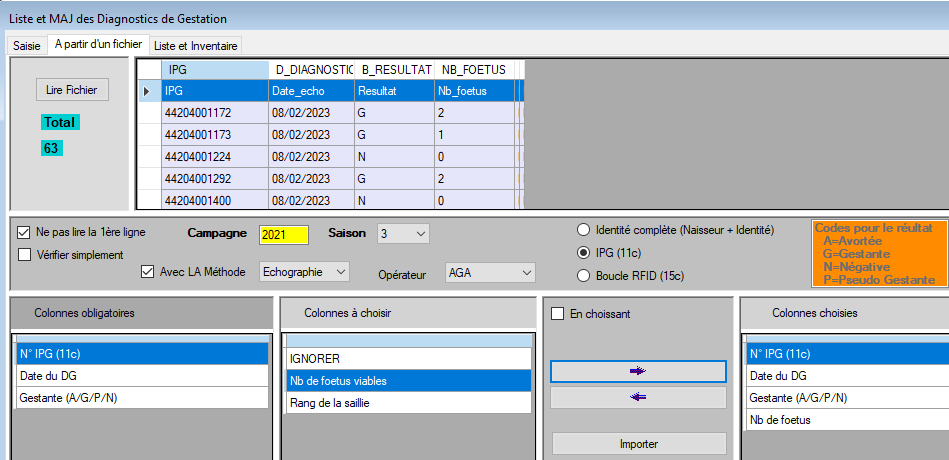 Liste et MAJ des Diagnostics de Gestation
Saisie A partir d'un fichier Liste et Inventaire
Lire Fichier
Total
63
IPG D_DIAGNOSTIC B_RESULTAT NB_FOETUS
IPG Date_echo Resultat Nb_foetus
44204001172 08/02/2023 G 2
44204001173 08/02/2023 G 1
44204001224 08/02/2023 N 0
44204001292 08/02/2023 G 2
44204001400 08/02/2023 N 0
Ne pas lire la 1ère ligne
Vérifier simplement
Campagne 2021 Saison 3
Avec LA Méthode Echographie Opérateur AGA
Identité complète (Naisseur + Identité)
IPG (11c)
Boucle RFID (15c)
Codes pour le réultat
A=Avortée
G=Gestante
N=Négative
P=Pseudo Gestante
Colonnes obligatoires
N° IPG (11c)
Date du DG
Gestante (A/G/P/N)
Colonnes à choisir
IGNORER
Nb de foetus viables
Rang de la saillie
En choissant
Importer
Colonnes choisies
N° IPG (11c)
Date du DG
Gestante (A/G/P/N)
Nb de foetus